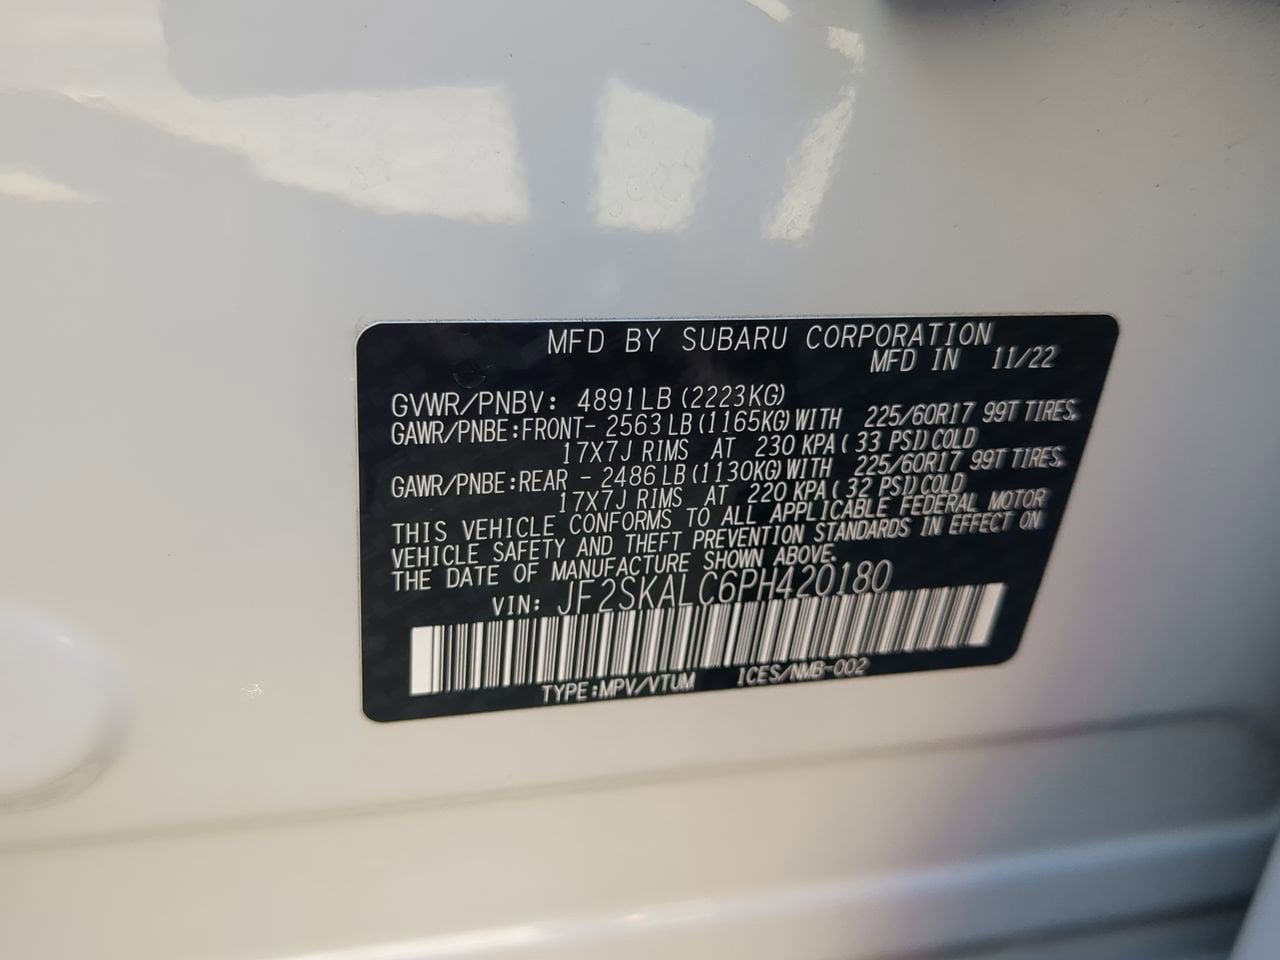 MFD BY SUBARU CORPORATION
MFD IN 11/22
GVWR/PNBV: 4891LB (2223KG)
GAWR/PNBE:FRONT- 2563 LB (1165KG) WITH 225/60R17 99T TIRES,
17X7J RIMS AT 230 KPA ( 33 PSI) COLD
GAWR/PNBE:REAR - 2486 LB (1130KG) WITH 225/60R17 99T TIRES,
17X7J RIMS AT 220 KPA ( 32 PSI) COLD
THIS VEHICLE CONFORMS TO ALL APPLICABLE FEDERAL MOTOR
VEHICLE SAFETY AND THEFT PREVENTION STANDARDS IN EFFECT ON
THE DATE OF MANUFACTURE SHOWN ABOVE.
VIN: JF2SKALC6PH420180
TYPE:MPV/VTUM ICES/NMB-002